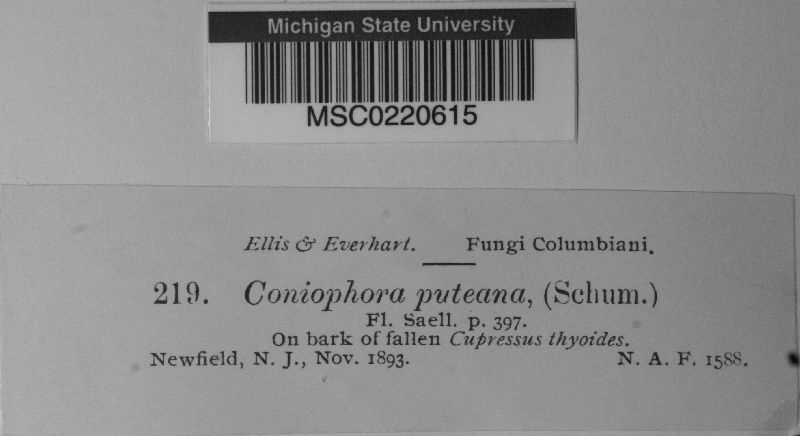 Michigan State University
MSC0220615
Ellis & Everhart. Fungi Columbiani.
219. Coniophora puteana, (Schum.)
Fl. Saell. p. 397.
On bark of fallen Cupressus thyoides.
Newfield, N. J., Nov. 1893. N. A. F. 1588.